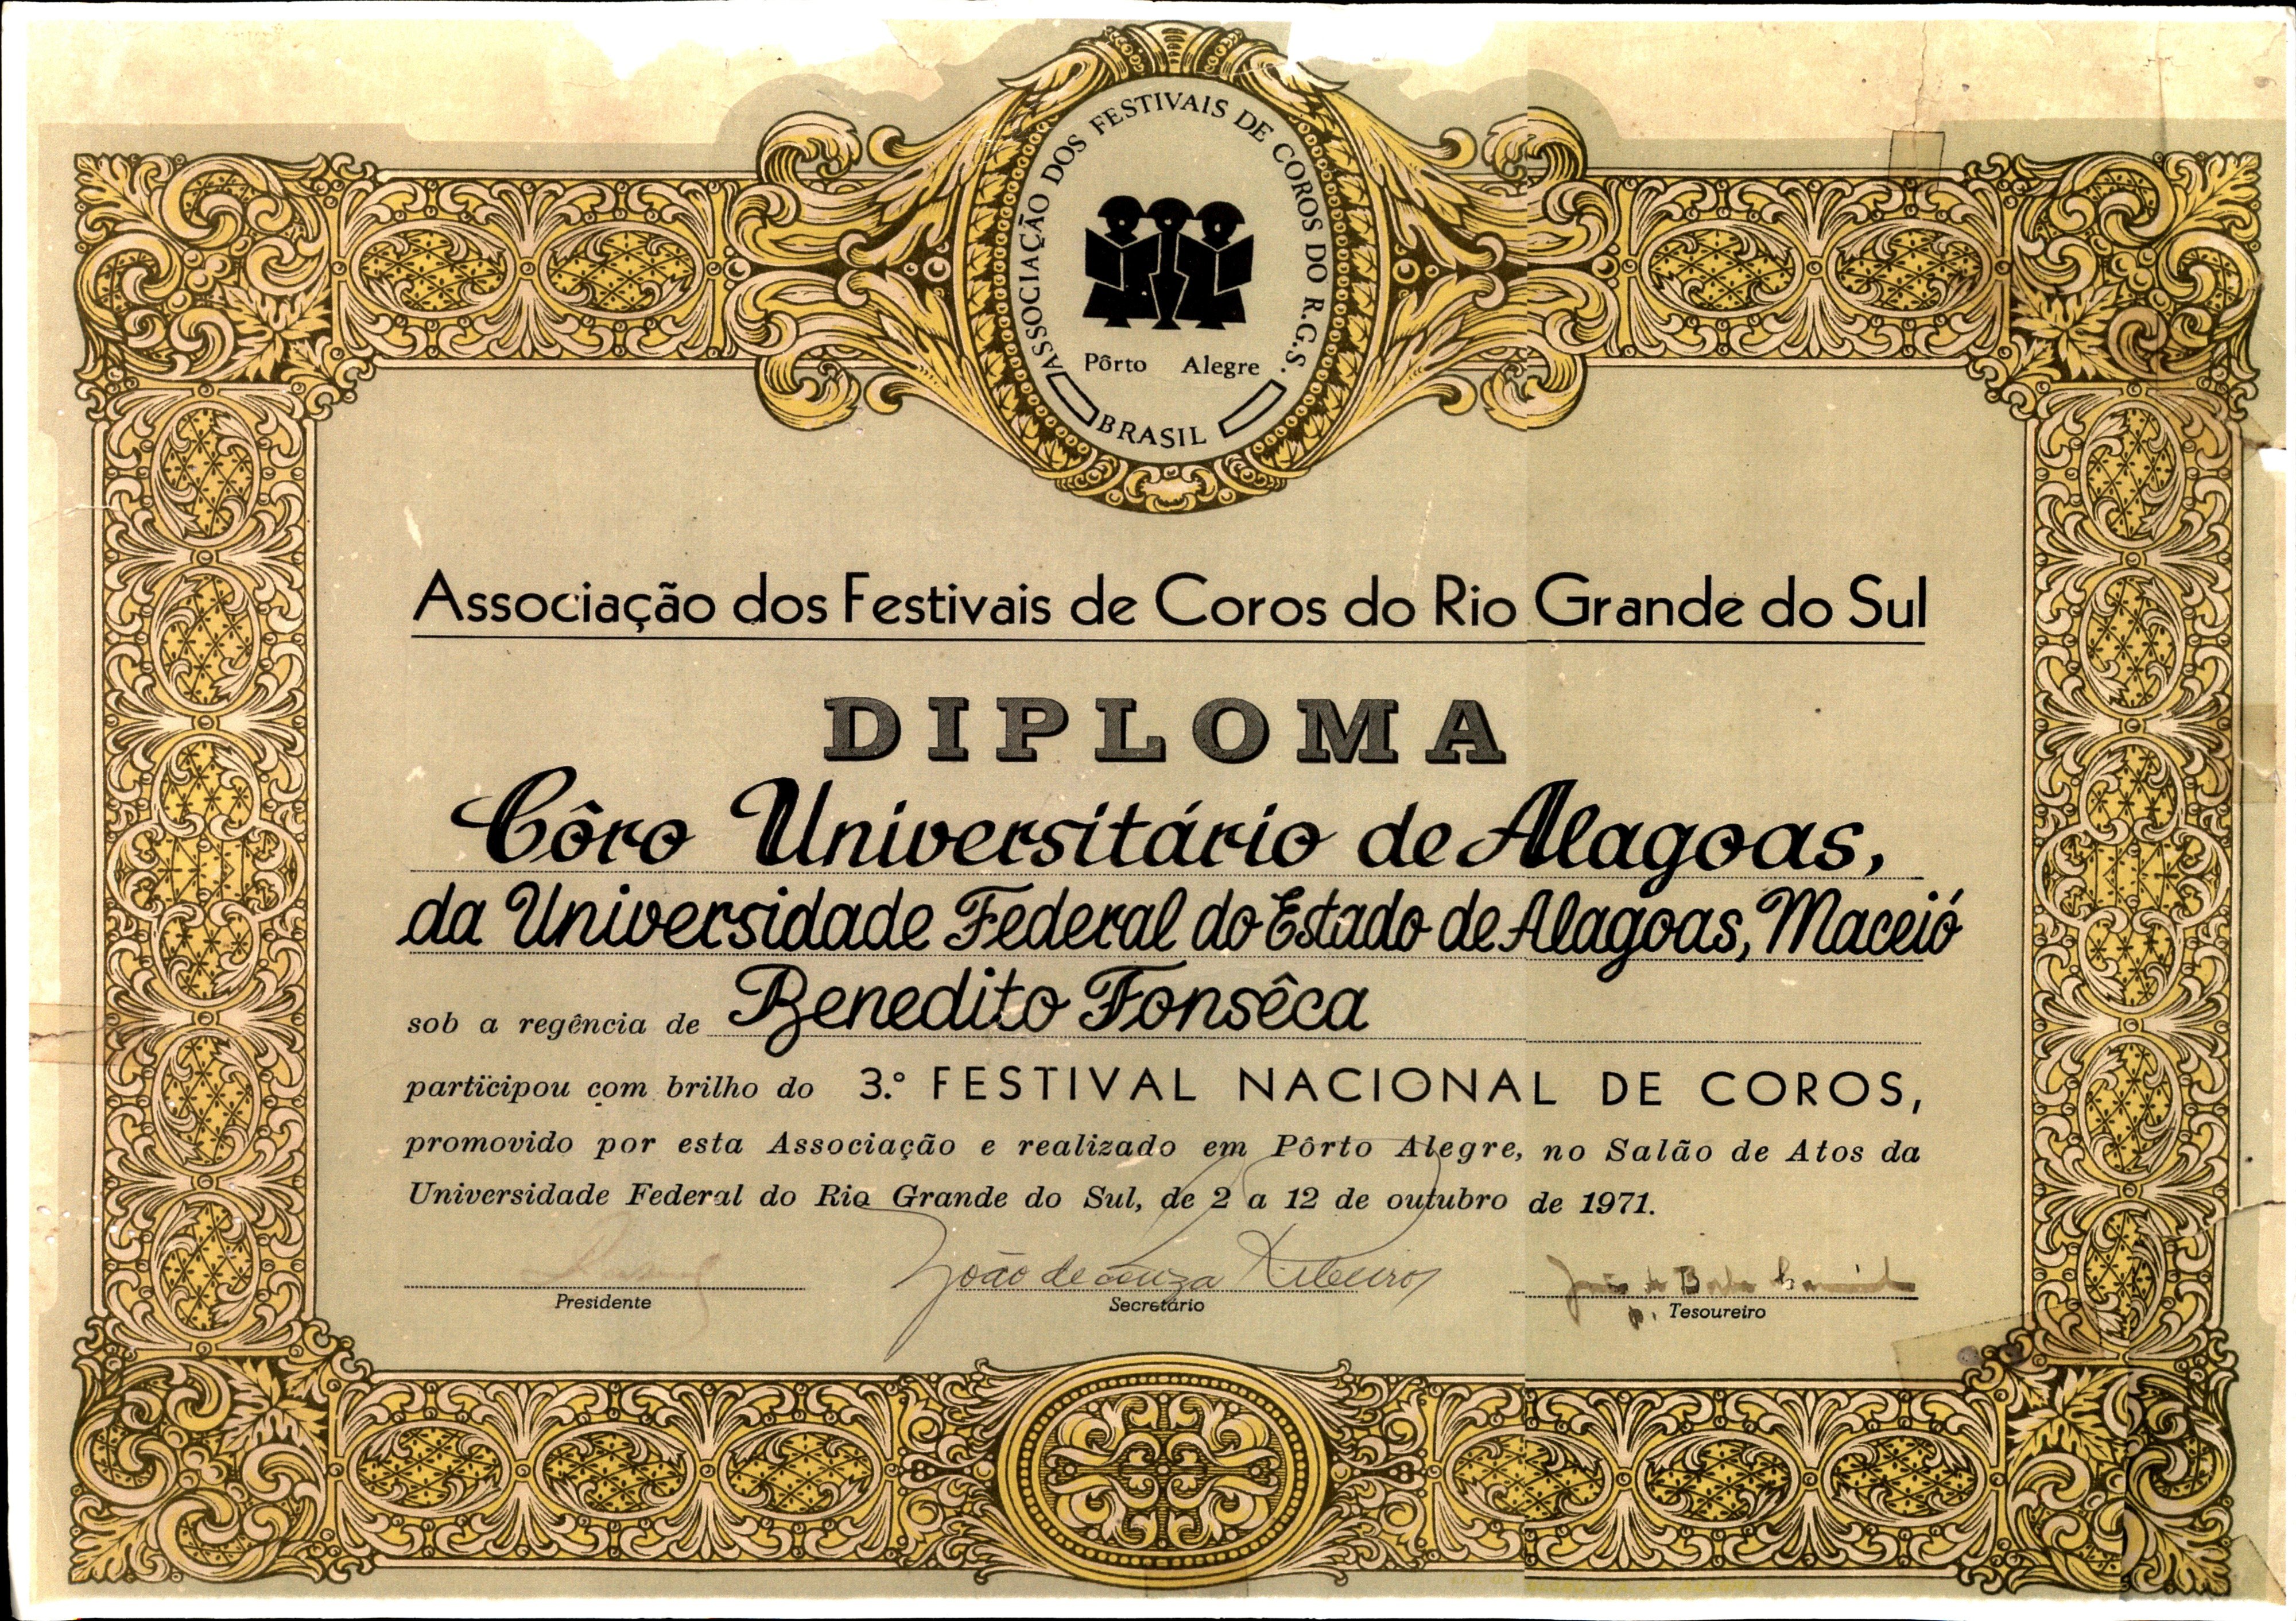 ASSOCIAÇÃO DOS FESTIVAIS DE COROS DO R.G.S.
Pôrto Alegre
BRASIL
Associação dos Festivais de Coros do Rio Grande do Sul
DIPLOMA
Côro Universitário de Alagoas,
da Universidade Federal do Estado de Alagoas, Maceió
sob a regência de Benedito Fonsêca
participou com brilho do 3.º FESTIVAL NACIONAL DE COROS,
promovido por esta Associação e realizado em Pôrto Alegre, no Salão de Atos da
Universidade Federal do Rio Grande do Sul, de 2 a 12 de outubro de 1971.
João de Souza Ribeiro
Presidente
Secretário
p. Tesoureiro